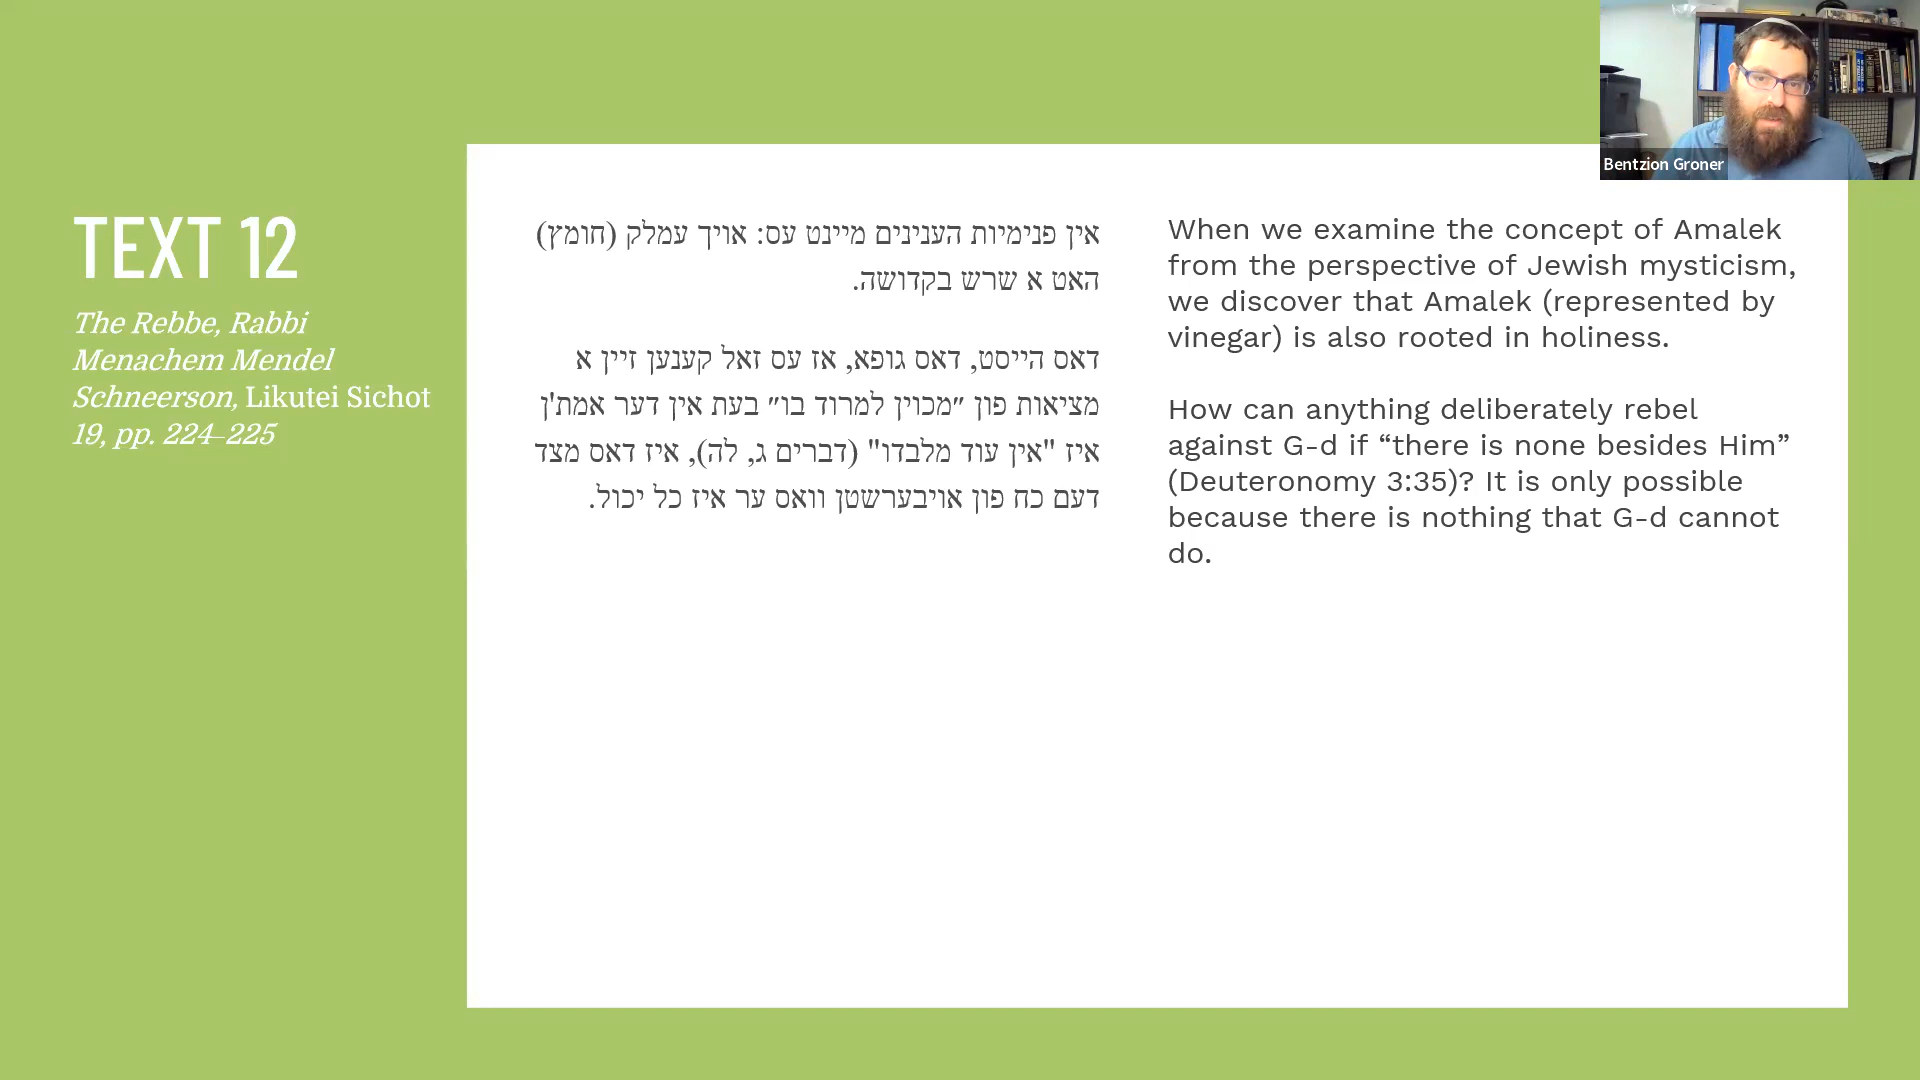 TEXT 12
The Rebbe, Rabbi
Menachem Mendel
Schneerson, Likutei Sichot
19, pp. 224–225
אין פנימיות הענינים מיינט עס: אויך עמלק (חומץ)
האט א שרש בקדושה.
דאס הייסט, דאס גופא, אז עס זאל קענען זיין א
מציאות פון ״מכוין למרוד בו״ בעת אין דער אמת'ן
איז "אין עוד מלבדו" (דברים ג, לה), איז דאס מצד
דעם כח פון אויבערשטן וואס ער איז כל יכול.
When we examine the concept of Amalek
from the perspective of Jewish mysticism,
we discover that Amalek (represented by
vinegar) is also rooted in holiness.
How can anything deliberately rebel
against G-d if “there is none besides Him”
(Deuteronomy 3:35)? It is only possible
because there is nothing that G-d cannot
do.
Bentzion Groner